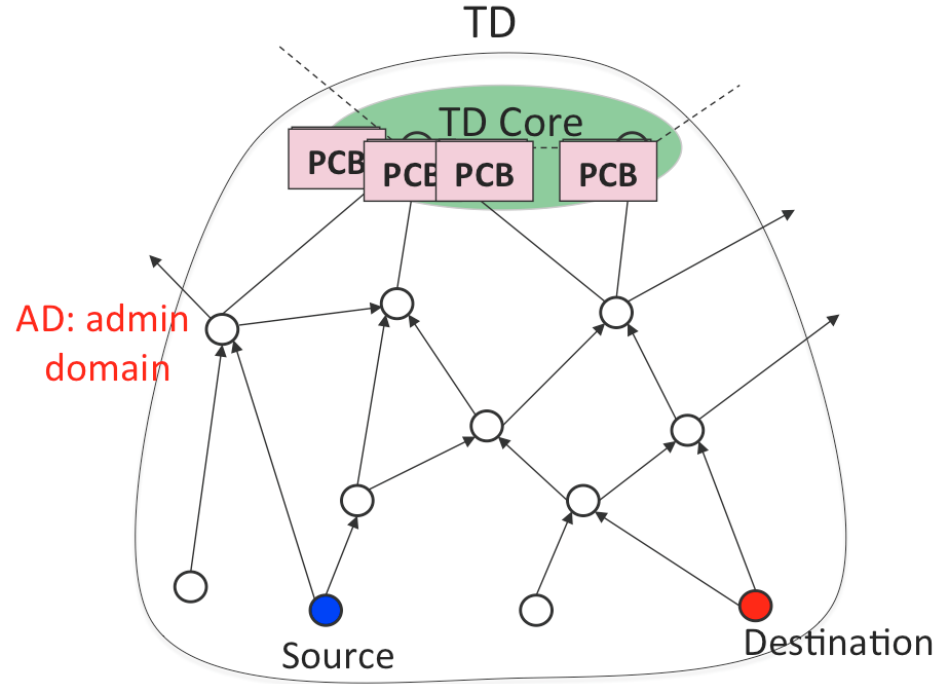 TD
TD Core
PCB
PCB
PCB
PCB
AD: admin
domain
Source
Destination